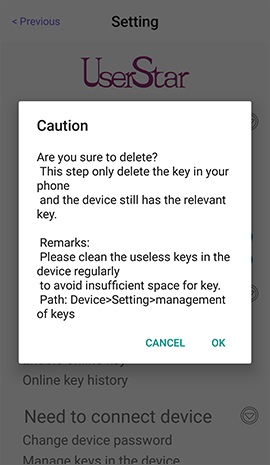 < Previous
Setting
UserStar
Caution
Are you sure to delete?
This step only delete the key in your
phone
and the device still has the relevant
key.
Remarks:
Please clean the useless keys in the
device regularly
to avoid insufficient space for key.
Path: Device>Setting>management
of keys
CANCEL
OK
Online key history
Need to connect device
Change device password
Manage keys in the device